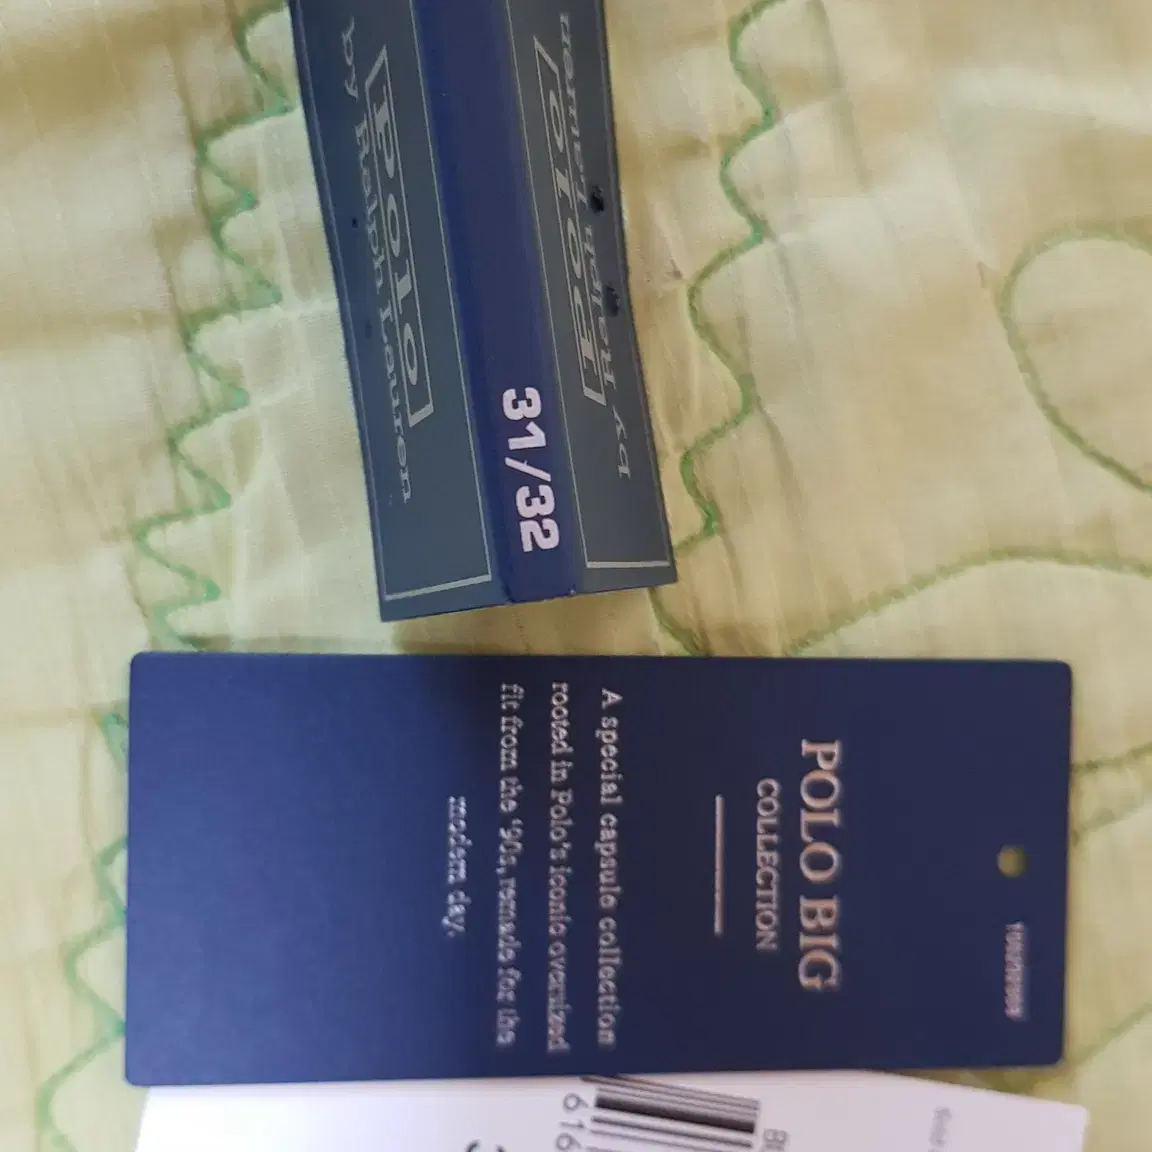 Polo
by Ralph Lauren
31/32
Polo
by Ralph Lauren
POLO BIG
COLLECTION
A special capsule collection
rooted in Polo's iconic oversized
fit from the '90s, remade for the
modern day.
616